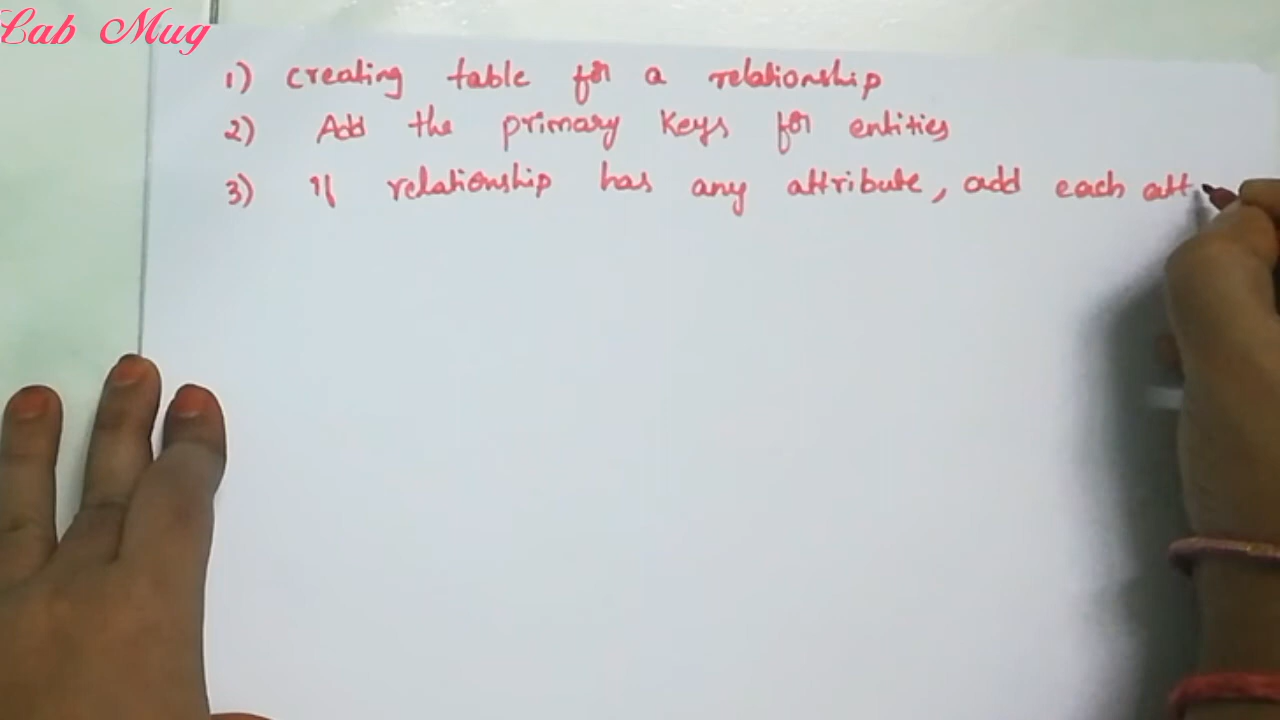 Lab Mug
1) creating table for a relationship
2) Add the primary keys for entities
3) If relationship has any attribute, add each att